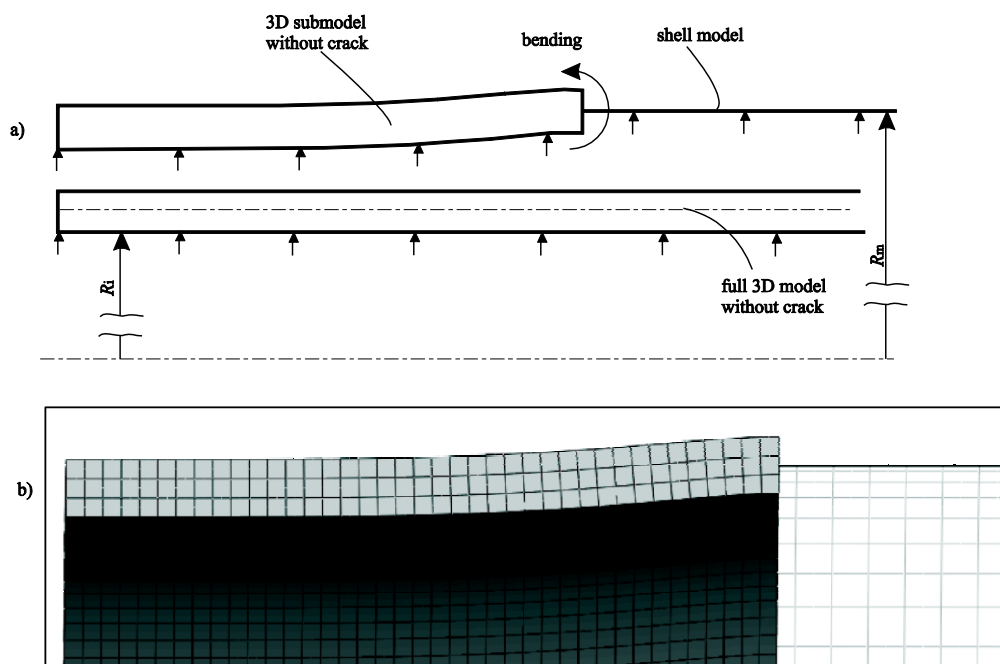 3D submodel
without crack
bending
shell model
a)
Ri
Rm
full 3D model
without crack
b)